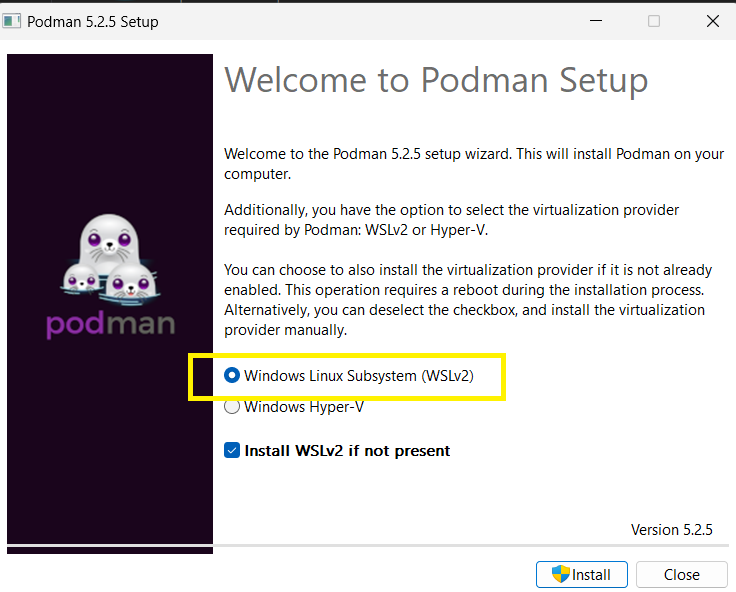 Podman 5.2.5 Setup
Welcome to Podman Setup
Welcome to the Podman 5.2.5 setup wizard. This will install Podman on your
computer.
Additionally, you have the option to select the virtualization provider
required by Podman: WSLv2 or Hyper-V.
You can choose to also install the virtualization provider if it is not already
enabled. This operation requires a reboot during the installation process.
Alternatively, you can deselect the checkbox, and install the virtualization
provider manually.
podman
Windows Linux Subsystem (WSLv2)
Windows Hyper-V
Install WSLv2 if not present
Version 5.2.5
Install
Close